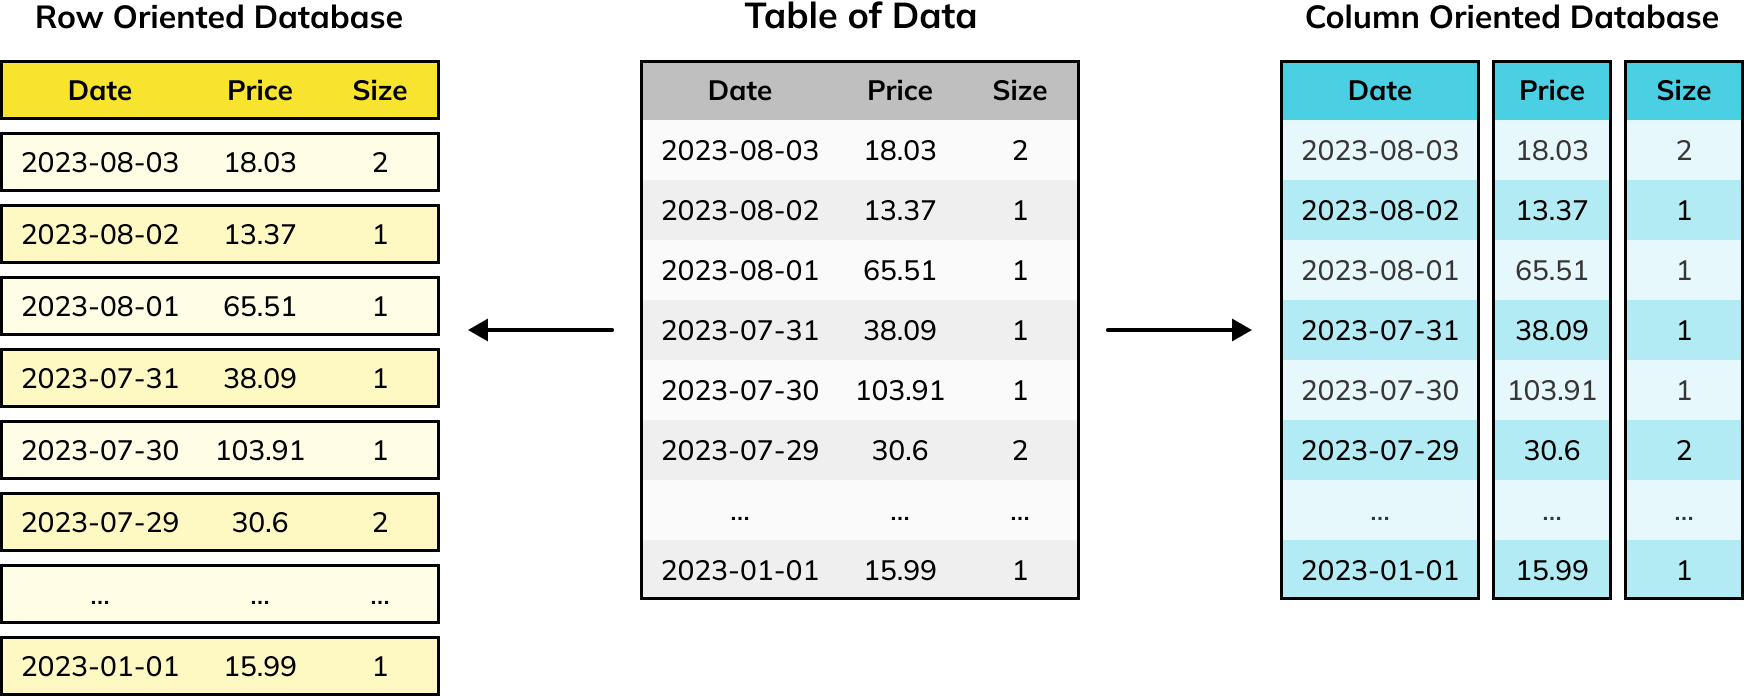 Row Oriented Database
Date Price Size
2023-08-03 18.03 2
2023-08-02 13.37 1
2023-08-01 65.51 1
2023-07-31 38.09 1
2023-07-30 103.91 1
2023-07-29 30.6 2
... ... ...
2023-01-01 15.99 1
Table of Data
Date Price Size
2023-08-03 18.03 2
2023-08-02 13.37 1
2023-08-01 65.51 1
2023-07-31 38.09 1
2023-07-30 103.91 1
2023-07-29 30.6 2
... ... ...
2023-01-01 15.99 1
Column Oriented Database
Date Price Size
2023-08-03 18.03 2
2023-08-02 13.37 1
2023-08-01 65.51 1
2023-07-31 38.09 1
2023-07-30 103.91 1
2023-07-29 30.6 2
... ... ...
2023-01-01 15.99 1